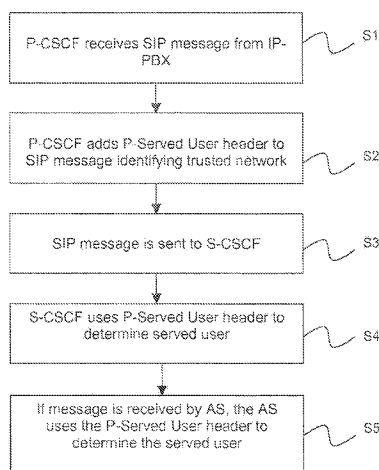 P-CSCF receives SIP message from IP-
PBX
S1
P-CSCF adds P-Served User header to
SIP message identifying trusted network
S2
SIP message is sent to S-CSCF
S3
S-CSCF uses P-Served User header to
determine served user
S4
If message is received by AS, the AS
uses the P-Served User header to
determine the served user
S5